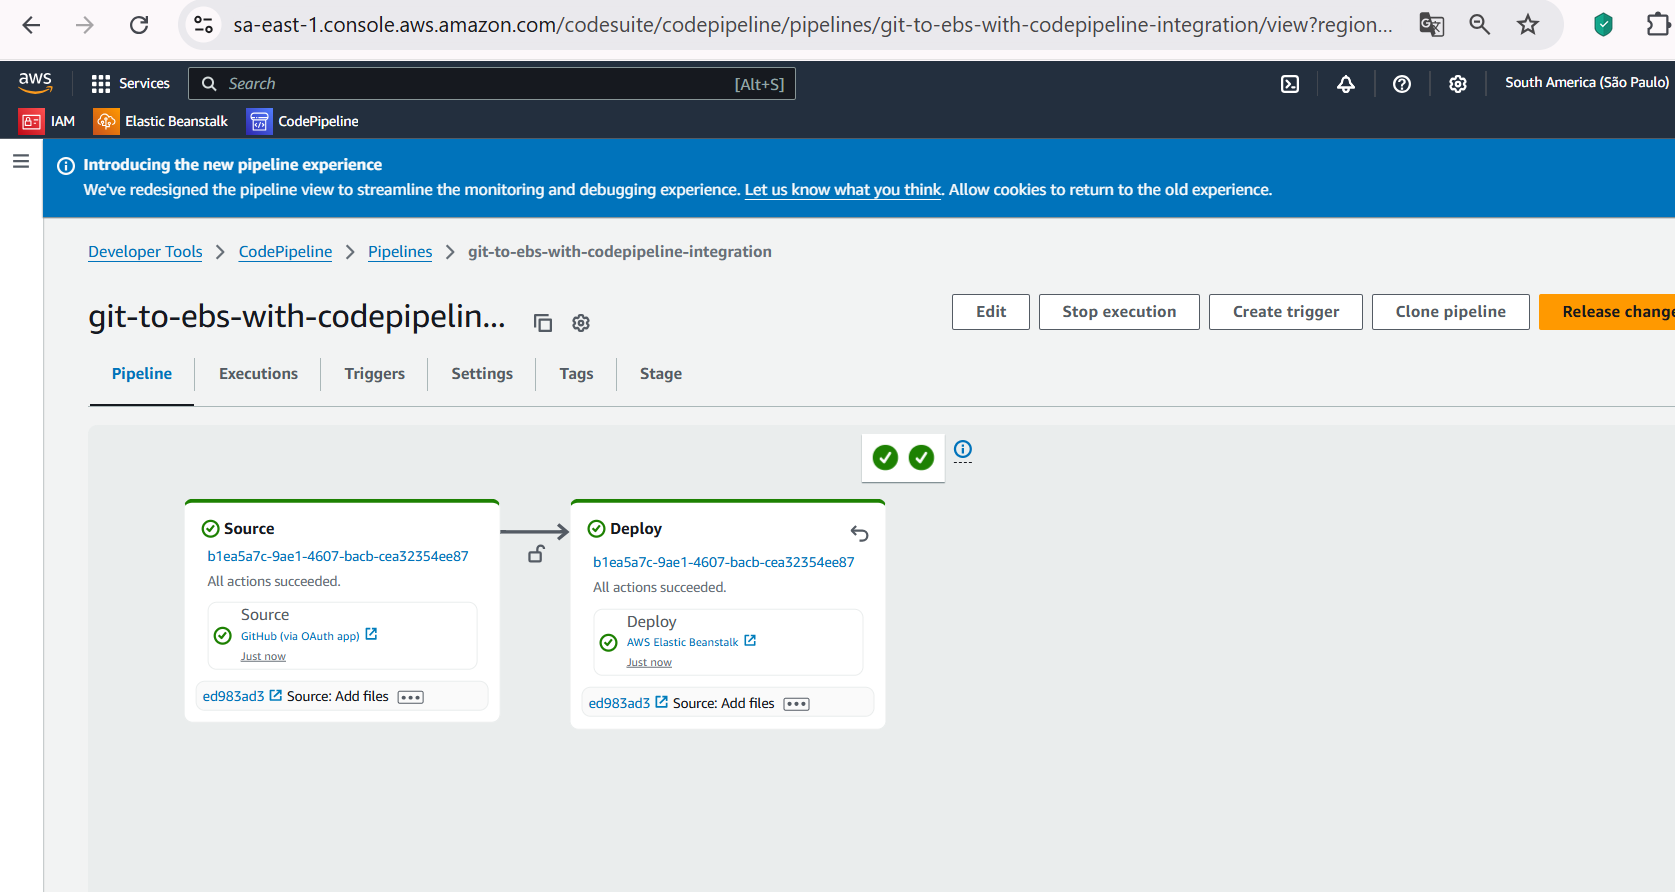 sa-east-1.console.aws.amazon.com/codesuite/codepipeline/pipelines/git-to-ebs-with-codepipeline-integration/view?region...
aws Services Search [Alt+S] South America (São Paulo)
IAM Elastic Beanstalk CodePipeline
Introducing the new pipeline experience
We've redesigned the pipeline view to streamline the monitoring and debugging experience. Let us know what you think. Allow cookies to return to the old experience.
Developer Tools > CodePipeline > Pipelines > git-to-ebs-with-codepipeline-integration
git-to-ebs-with-codepipelin...
Edit Stop execution Create trigger Clone pipeline Release change
Pipeline Executions Triggers Settings Tags Stage
Source
b1ea5a7c-9ae1-4607-bacb-cea32354ee87
All actions succeeded.
Source
GitHub (via OAuth app)
Just now
ed983ad3 Source: Add files
Deploy
b1ea5a7c-9ae1-4607-bacb-cea32354ee87
All actions succeeded.
Deploy
AWS Elastic Beanstalk
Just now
ed983ad3 Source: Add files